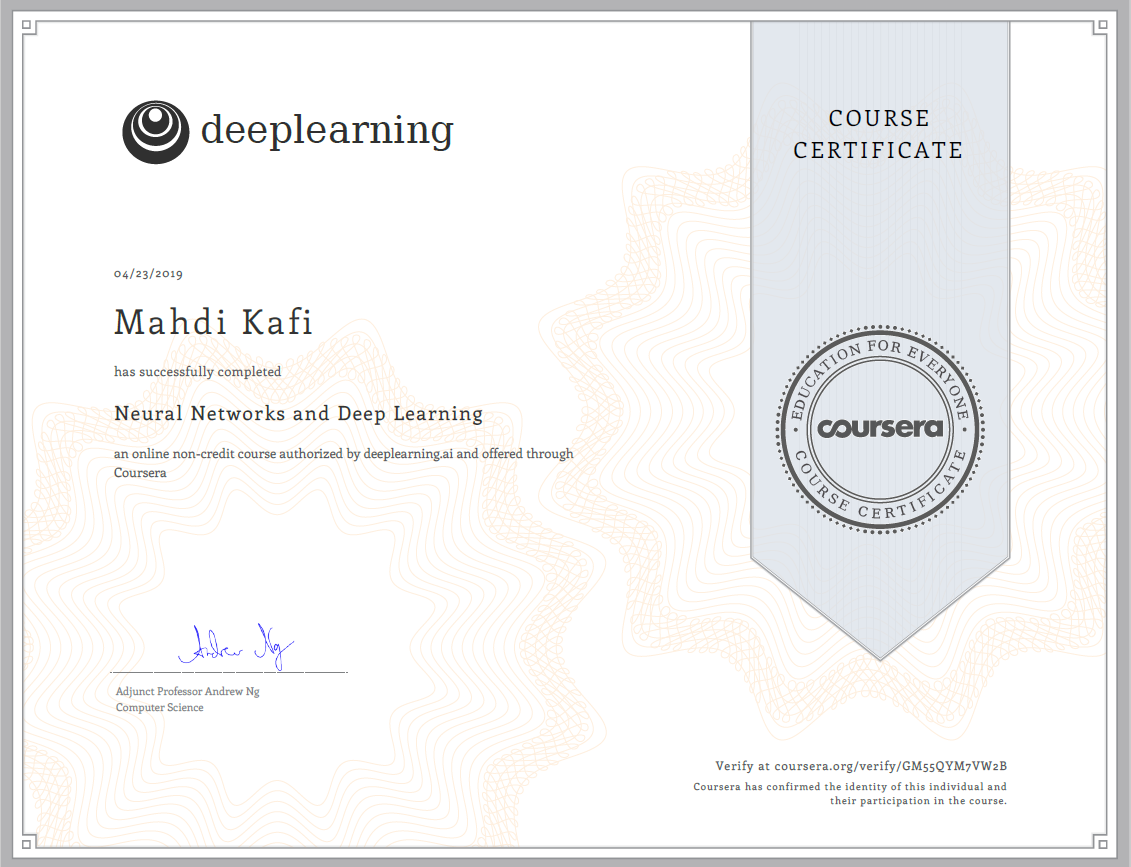 deeplearning
COURSE
CERTIFICATE
04/23/2019
Mahdi Kafi
has successfully completed
Neural Networks and Deep Learning
an online non-credit course authorized by deeplearning.ai and offered through
Coursera
EDUCATION FOR EVERYONE
coursera
COURSE CERTIFICATE
Andrew Ng
Adjunct Professor Andrew Ng
Computer Science
Verify at coursera.org/verify/GM55QYM7VW2B
Coursera has confirmed the identity of this individual and
their participation in the course.